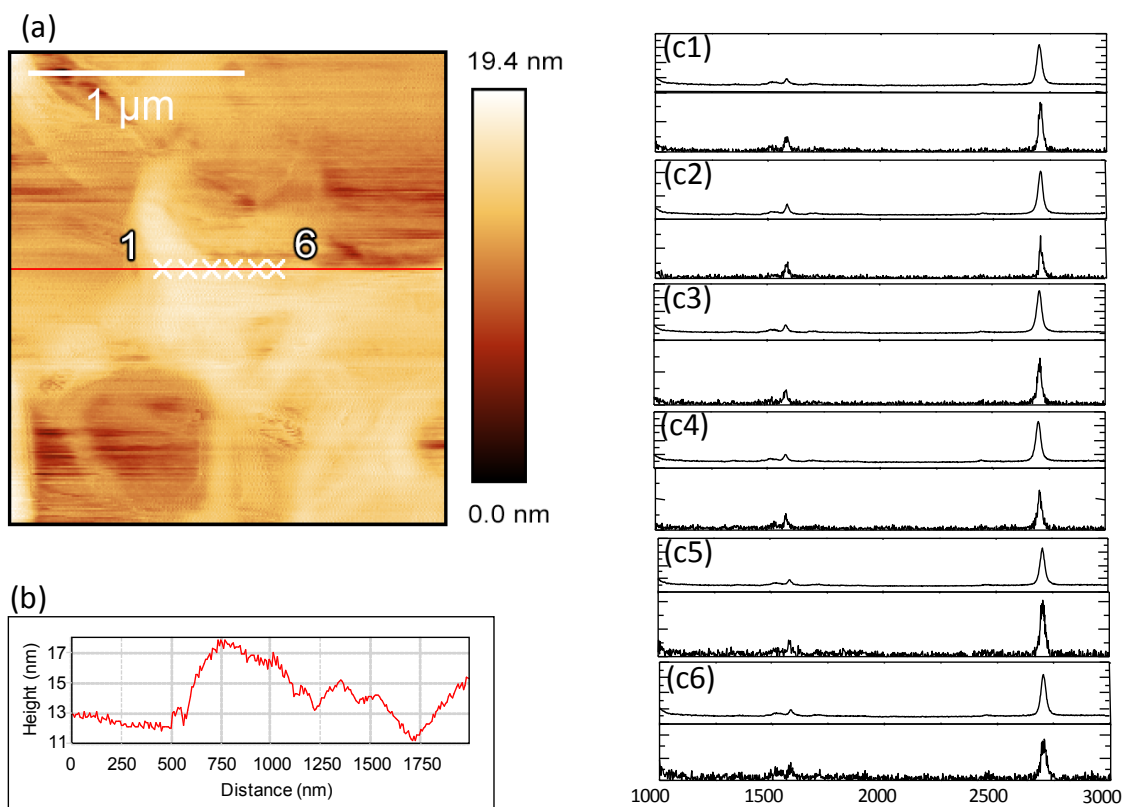 (a)
19.4 nm
1 µm
1
6
0.0 nm
(b)
17
15
13
11
Height (nm)
0
250
500
750
1000
1250
1500
1750
Distance (nm)
(c1)
(c2)
(c3)
(c4)
(c5)
(c6)
1000
1500
2000
2500
3000